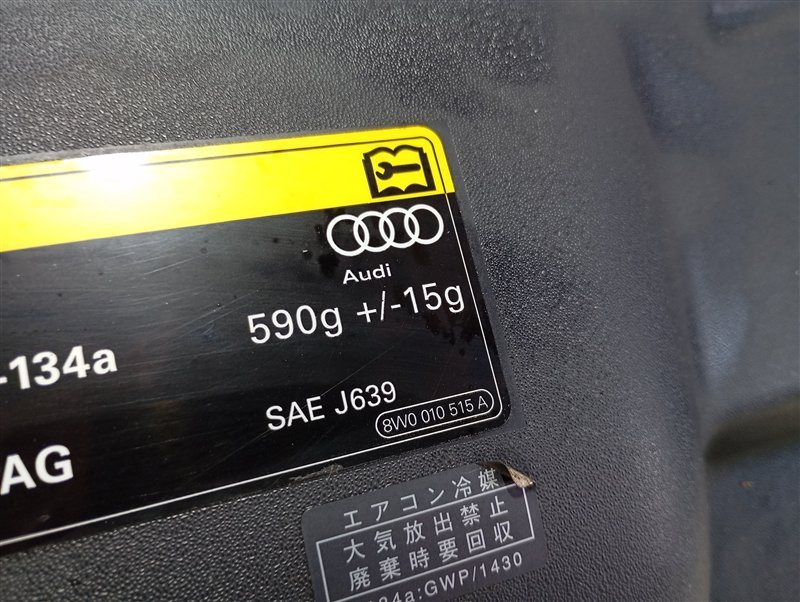 Audi
590g +/-15g
-134a
SAE J639
8W0 010 515 A
AG
エアコン冷媒
大気放出禁止
廃棄時要回収
134a:GWP/1430